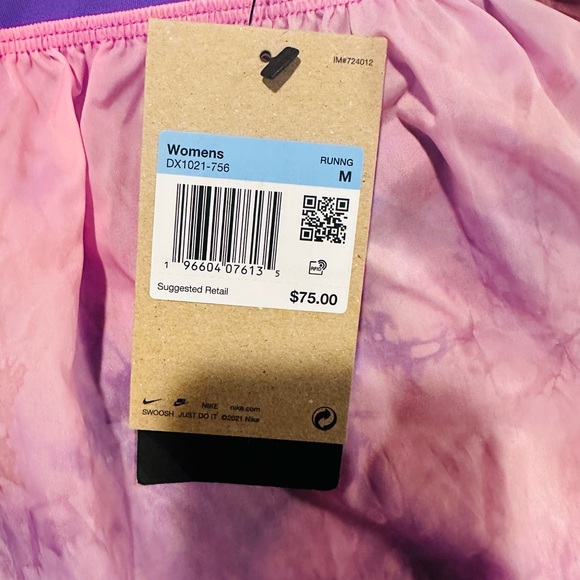 IM#724012
Womens
DX1021-756
RUNNG
M
1 96604 07613 5
RFID
Suggested Retail
$75.00
NIKE nike.com
SWOOSH JUST DO IT ©2021 Nike